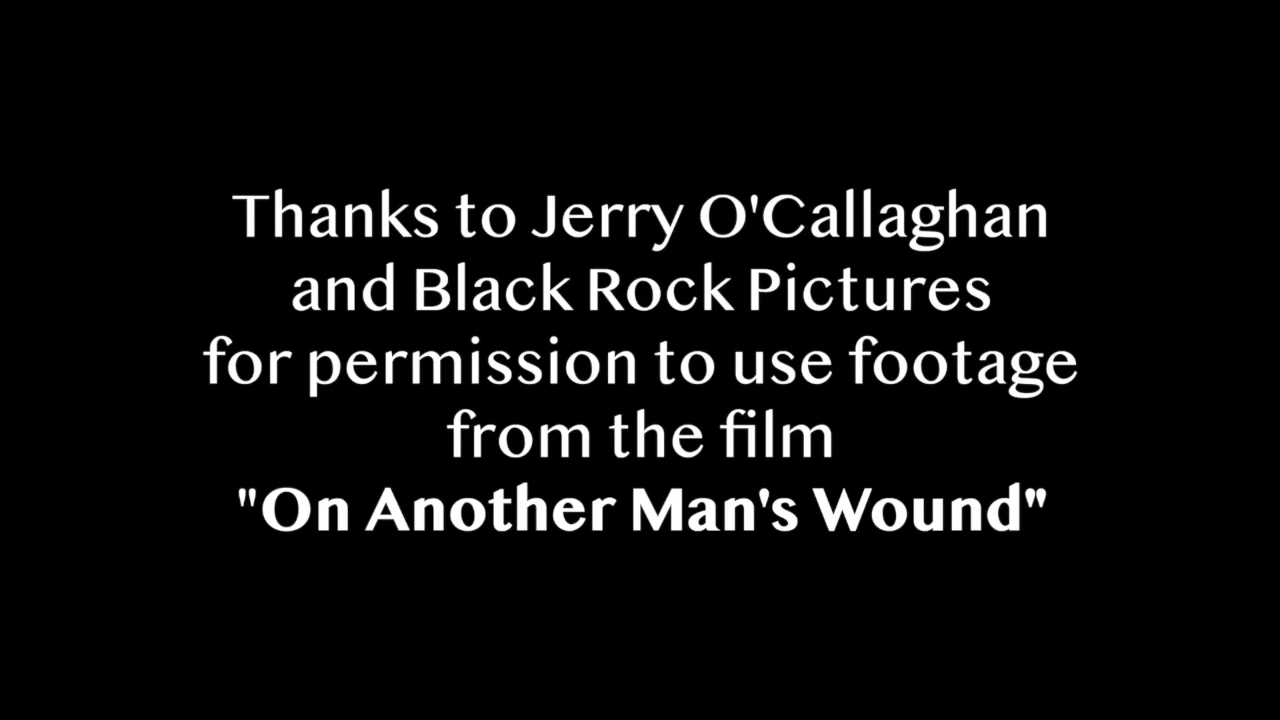 Thanks to Jerry O'Callaghan
and Black Rock Pictures
for permission to use footage
from the film
"On Another Man's Wound"